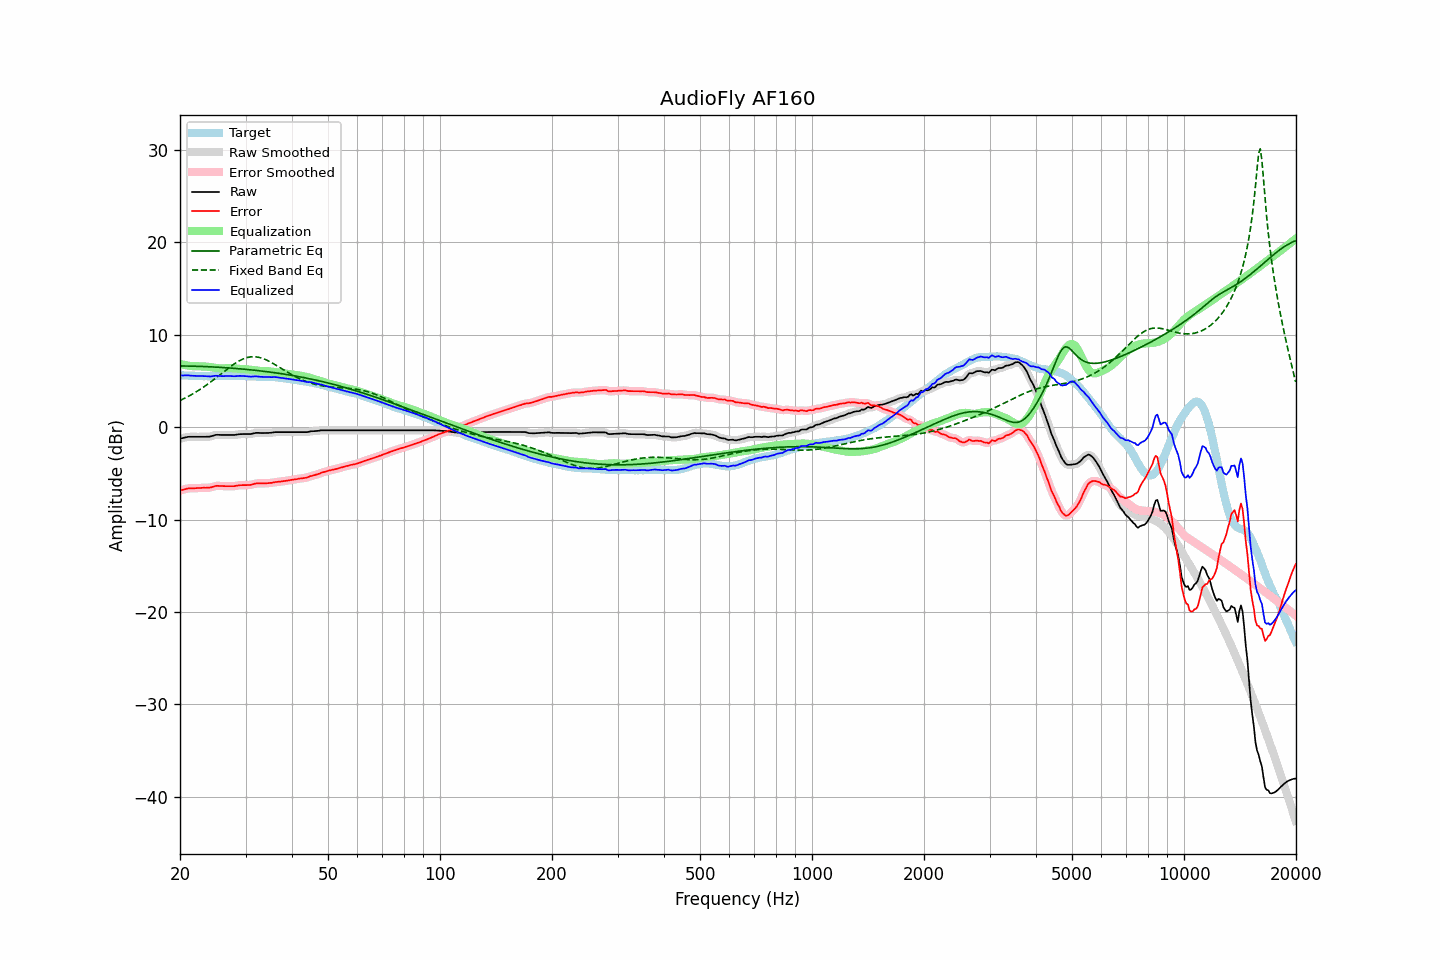 AudioFly AF160
Target
Raw Smoothed
Error Smoothed
Raw
Error
Equalization
Parametric Eq
Fixed Band Eq
Equalized
Amplitude (dBr)
30
20
10
0
−10
−20
−30
−40
20 50 100 200 500 1000 2000 5000 10000 20000
Frequency (Hz)